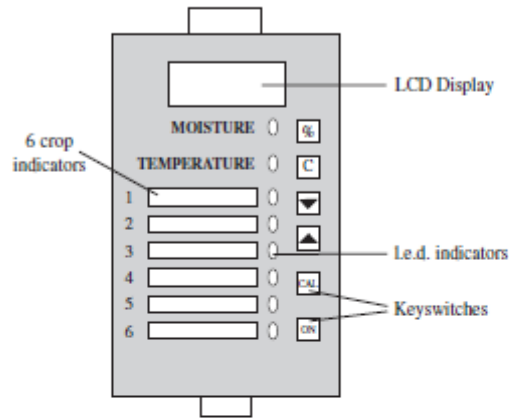 LCD Display
MOISTURE %
6 crop
indicators
TEMPERATURE C
1
2
3
l.e.d. indicators
4
CAL
Keyswitches
5
6
ON